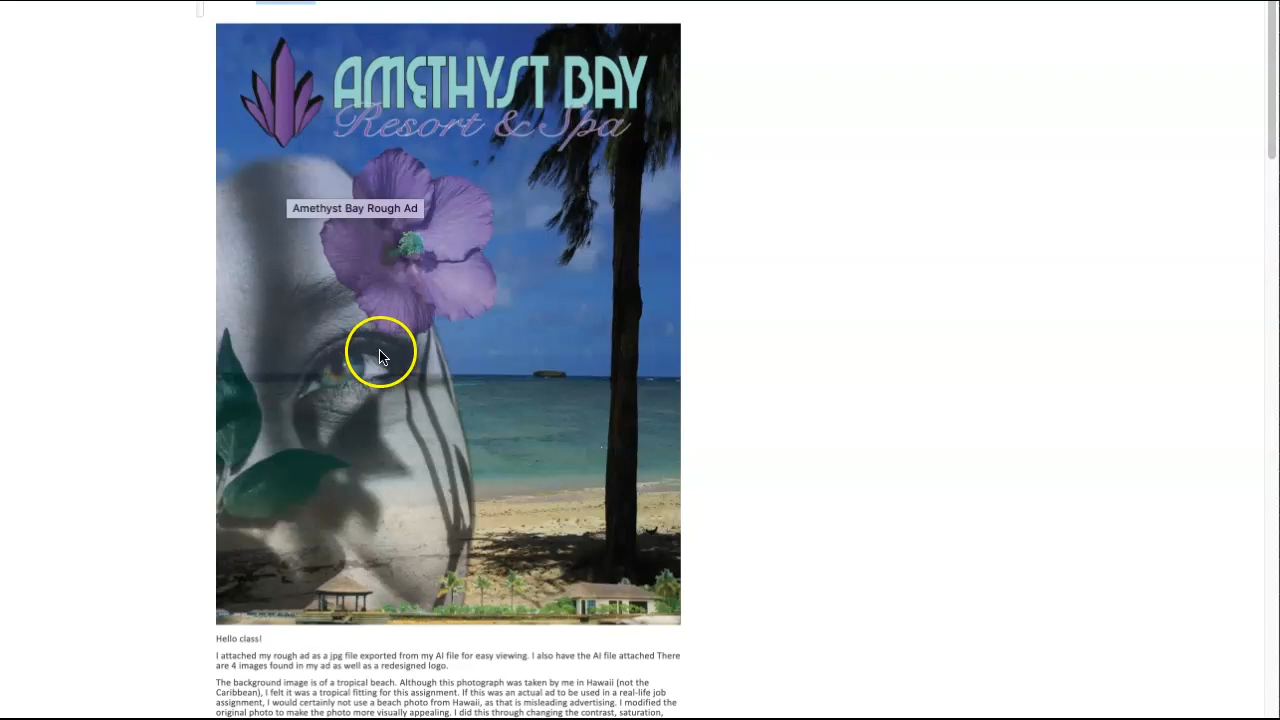 AMETHYST BAY
Resort & Spa
Amethyst Bay Rough Ad
Hello class!
I attached my rough ad as a jpg file exported from my AI file for easy viewing. I also have the AI file attached There
are 4 images found in my ad as well as a redesigned logo.
The background image is of a tropical beach. Although this photograph was taken by me in Hawaii (not the
Caribbean), I felt it was a tropical fitting for this assignment. If this was an actual ad to be used in a real-life job
assignment, I would certainly not use a beach photo from Hawaii, as that is misleading advertising. I modified the
original photo to make the photo more visually appealing. I did this through changing the contrast, saturation,